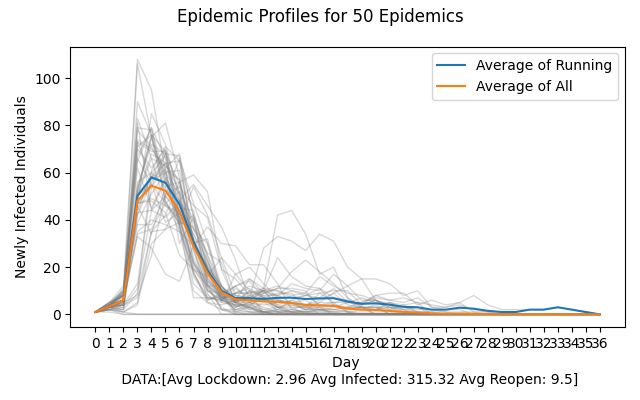 Epidemic Profiles for 50 Epidemics
Average of Running
Average of All
Newly Infected Individuals
100
80
60
40
20
0
0 1 2 3 4 5 6 7 8 9 10 11 12 13 14 15 16 17 18 19 20 21 22 23 24 25 26 27 28 29 30 31 32 33 34 35 36
Day
DATA:[Avg Lockdown: 2.96 Avg Infected: 315.32 Avg Reopen: 9.5]